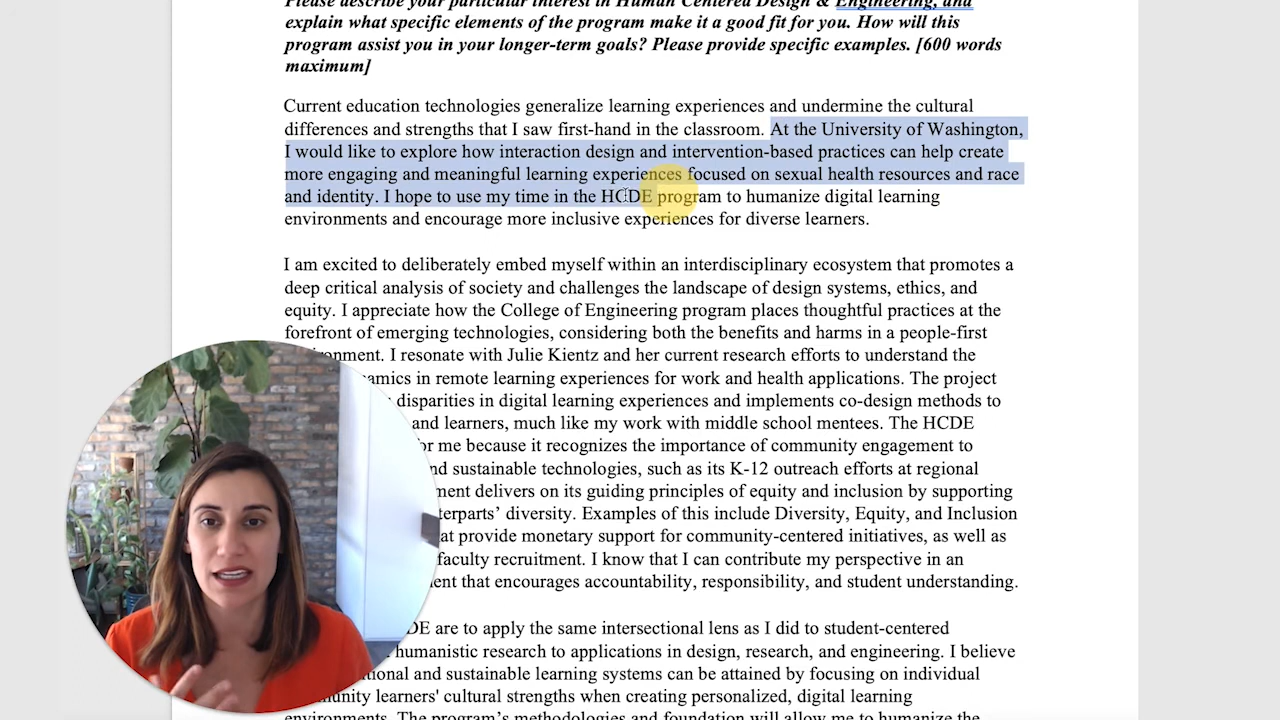 Please describe your particular interest in Human Centered Design & Engineering, and
explain what specific elements of the program make it a good fit for you. How will this
program assist you in your longer-term goals? Please provide specific examples. [600 words
maximum]
Current education technologies generalize learning experiences and undermine the cultural
differences and strengths that I saw first-hand in the classroom. At the University of Washington,
I would like to explore how interaction design and intervention-based practices can help create
more engaging and meaningful learning experiences focused on sexual health resources and race
and identity. I hope to use my time in the HCDE program to humanize digital learning
environments and encourage more inclusive experiences for diverse learners.
I am excited to deliberately embed myself within an interdisciplinary ecosystem that promotes a
deep critical analysis of society and challenges the landscape of design systems, ethics, and
equity. I appreciate how the College of Engineering program places thoughtful practices at the
forefront of emerging technologies, considering both the benefits and harms in a people-first
environment. I resonate with Julie Kientz and her current research efforts to understand the
in remote learning experiences for work and health applications. The project
disparities in digital learning experiences and implements co-design methods to
and learners, much like my work with middle school mentees. The HCDE
for me because it recognizes the importance of community engagement to
and sustainable technologies, such as its K-12 outreach efforts at regional
delivers on its guiding principles of equity and inclusion by supporting
diversity. Examples of this include Diversity, Equity, and Inclusion
provide monetary support for community-centered initiatives, as well as
faculty recruitment. I know that I can contribute my perspective in an
that encourages accountability, responsibility, and student understanding.
are to apply the same intersectional lens as I did to student-centered
humanistic research to applications in design, research, and engineering. I believe
and sustainable learning systems can be attained by focusing on individual
learners' cultural strengths when creating personalized, digital learning
environments. The program's methodologies and foundation will allow me to humanize the